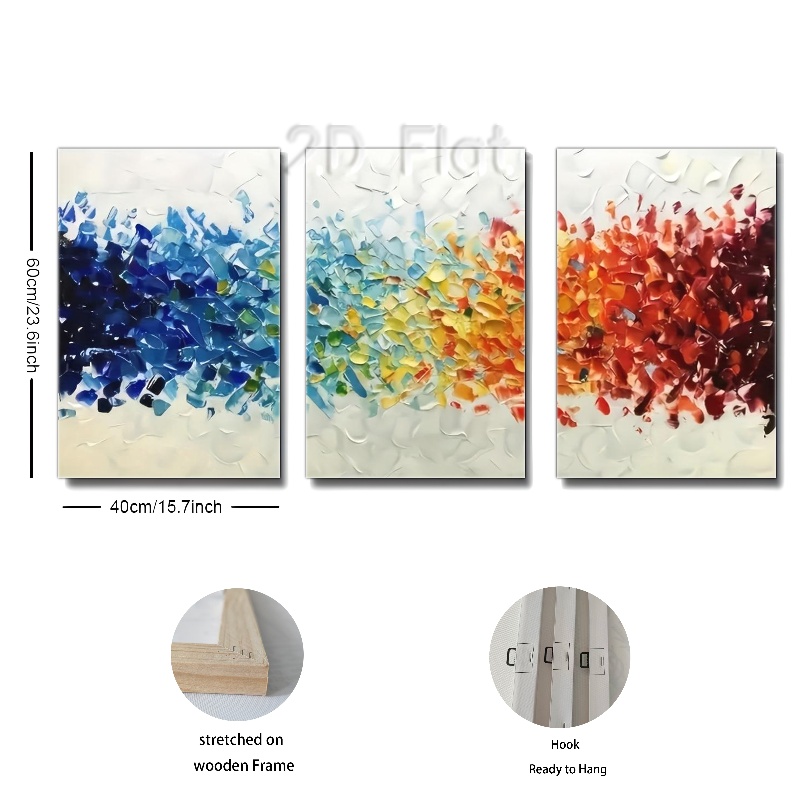 2D Flat
60cm/23.6inch
40cm/15.7inch
stretched on
wooden Frame
Hook
Ready to Hang